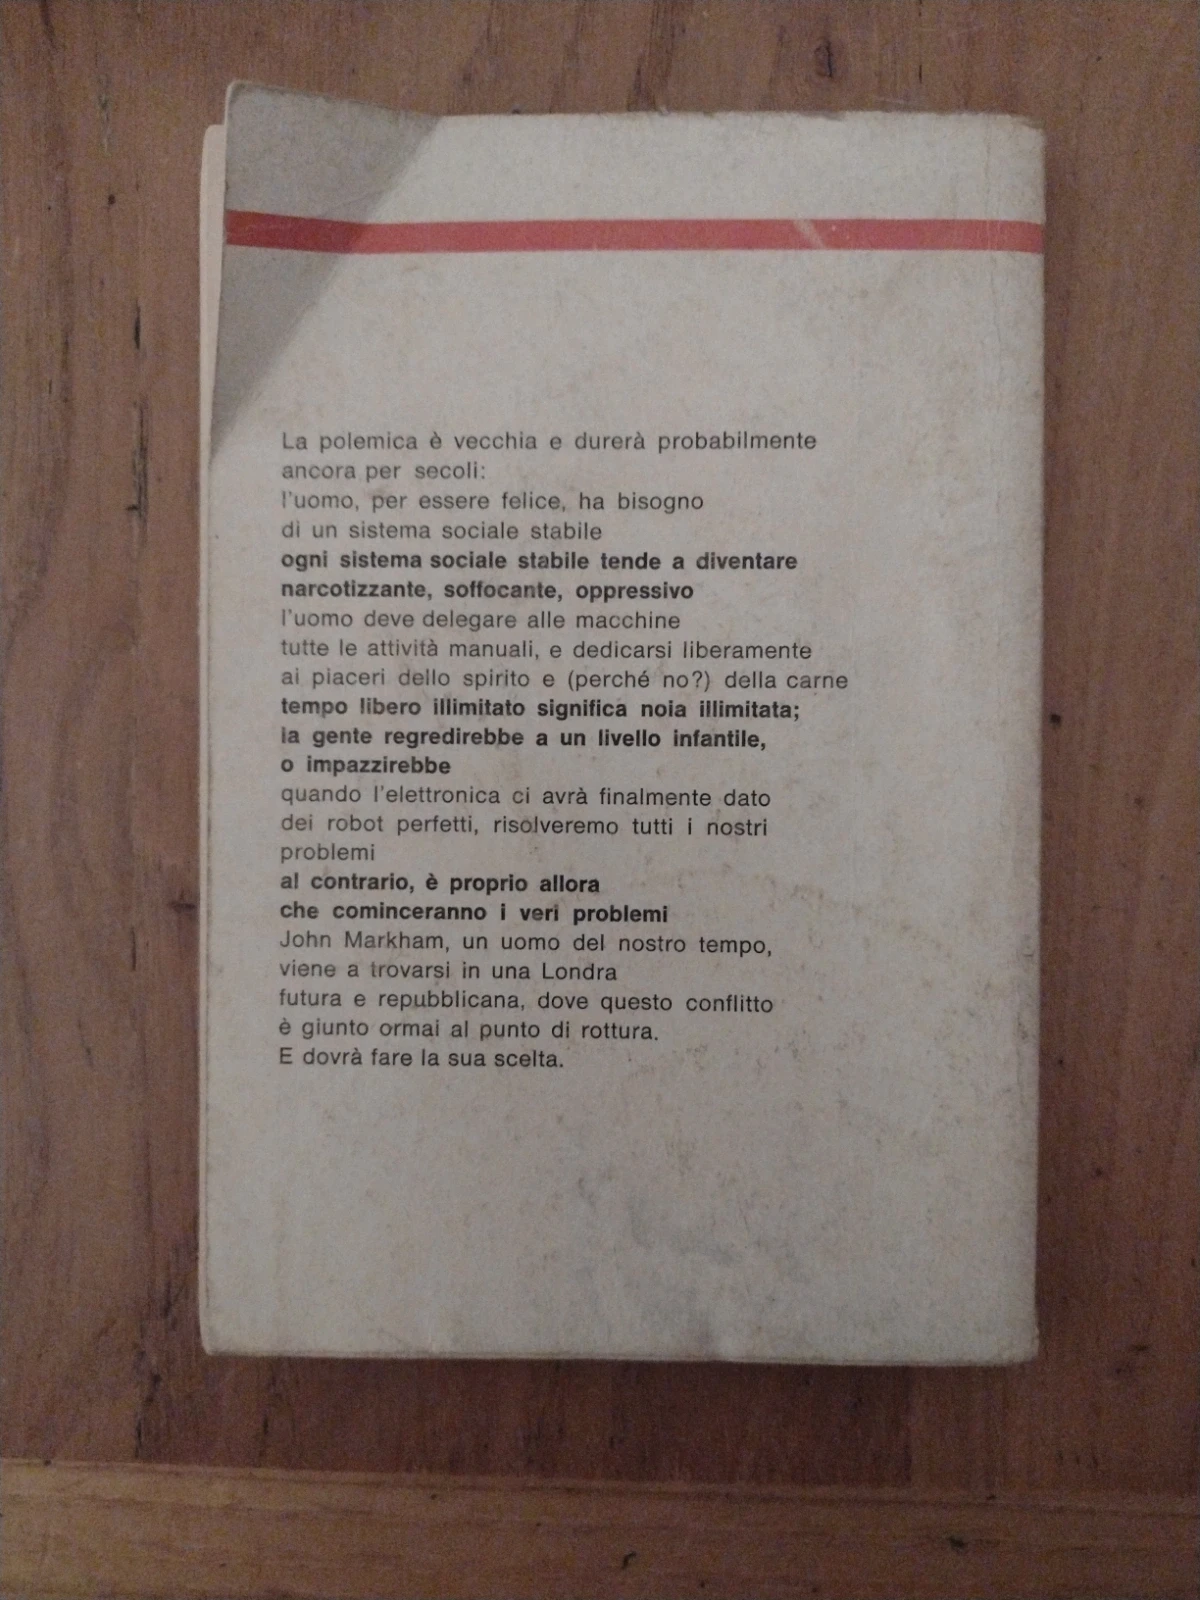 La polemica è vecchia e durerà probabilmente
ancora per secoli:
l'uomo, per essere felice, ha bisogno
di un sistema sociale stabile
ogni sistema sociale stabile tende a diventare
narcotizzante, soffocante, oppressivo
l'uomo deve delegare alle macchine
tutte le attività manuali, e dedicarsi liberamente
ai piaceri dello spirito e (perché no?) della carne
tempo libero illimitato significa noia illimitata;
la gente regredirebbe a un livello infantile,
o impazzirebbe
quando l'elettronica ci avrà finalmente dato
dei robot perfetti, risolveremo tutti i nostri
problemi
al contrario, è proprio allora
che cominceranno i veri problemi
John Markham, un uomo del nostro tempo,
viene a trovarsi in una Londra
futura e repubblicana, dove questo conflitto
è giunto ormai al punto di rottura.
E dovrà fare la sua scelta.